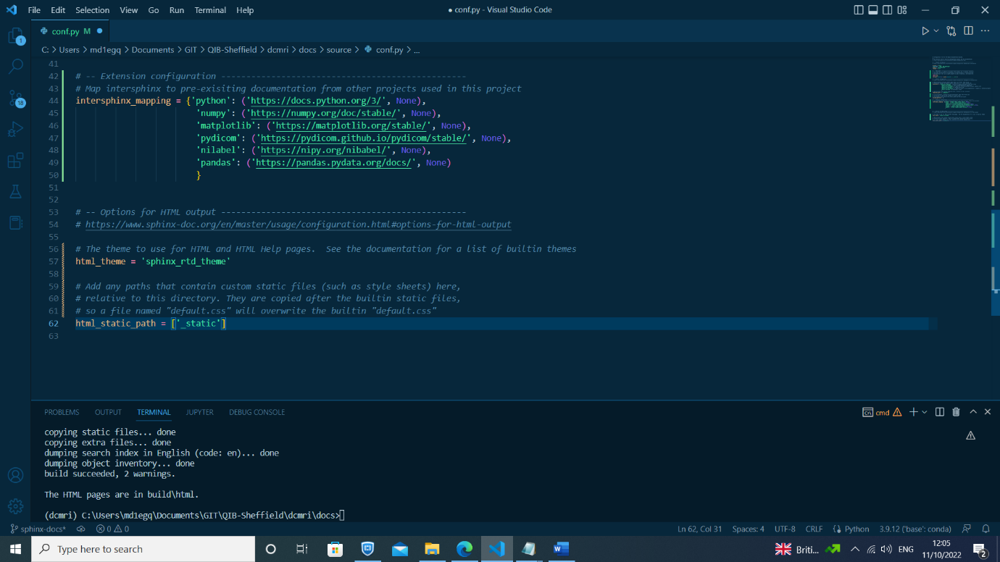 File Edit Selection View Go Run Terminal Help
● conf.py - Visual Studio Code
conf.py M ●
C: > Users > md1egq > Documents > GIT > QIB-Sheffield > dcmri > docs > source > conf.py > ...
1
18
41
42 # -- Extension configuration -------------------------------------------------
43 # Map intersphinx to pre-exisiting documentation from other projects used in this project
44 intersphinx_mapping = {'python': ('https://docs.python.org/3/', None),
45 'numpy': ('https://numpy.org/doc/stable/', None),
46 'matplotlib': ('https://matplotlib.org/stable/', None),
47 'pydicom': ('https://pydicom.github.io/pydicom/stable/', None),
48 'nilabel': ('https://nipy.org/nibabel/', None),
49 'pandas': ('https://pandas.pydata.org/docs/', None)
50 }
51
52
53 # -- Options for HTML output -------------------------------------------------
54 # https://www.sphinx-doc.org/en/master/usage/configuration.html#options-for-html-output
55
56 # The theme to use for HTML and HTML Help pages.  See the documentation for a list of builtin themes
57 html_theme = 'sphinx_rtd_theme'
58
59 # Add any paths that contain custom static files (such as style sheets) here,
60 # relative to this directory. They are copied after the builtin static files,
61 # so a file named "default.css" will overwrite the builtin "default.css"
62 html_static_path = ['_static']
63
PROBLEMS OUTPUT TERMINAL JUPYTER DEBUG CONSOLE
cmd
copying static files... done
copying extra files... done
dumping search index in English (code: en)... done
dumping object inventory... done
build succeeded, 2 warnings.
The HTML pages are in build\html.
(dcmri) C:\Users\md1egq\Documents\GIT\QIB-Sheffield\dcmri\docs>
sphinx-docs* 0 0 Ln 62, Col 31 Spaces: 4 UTF-8 CRLF Python 3.9.12 ('base': conda)
Type here to search
Briti...
ENG
12:05
11/10/2022
2